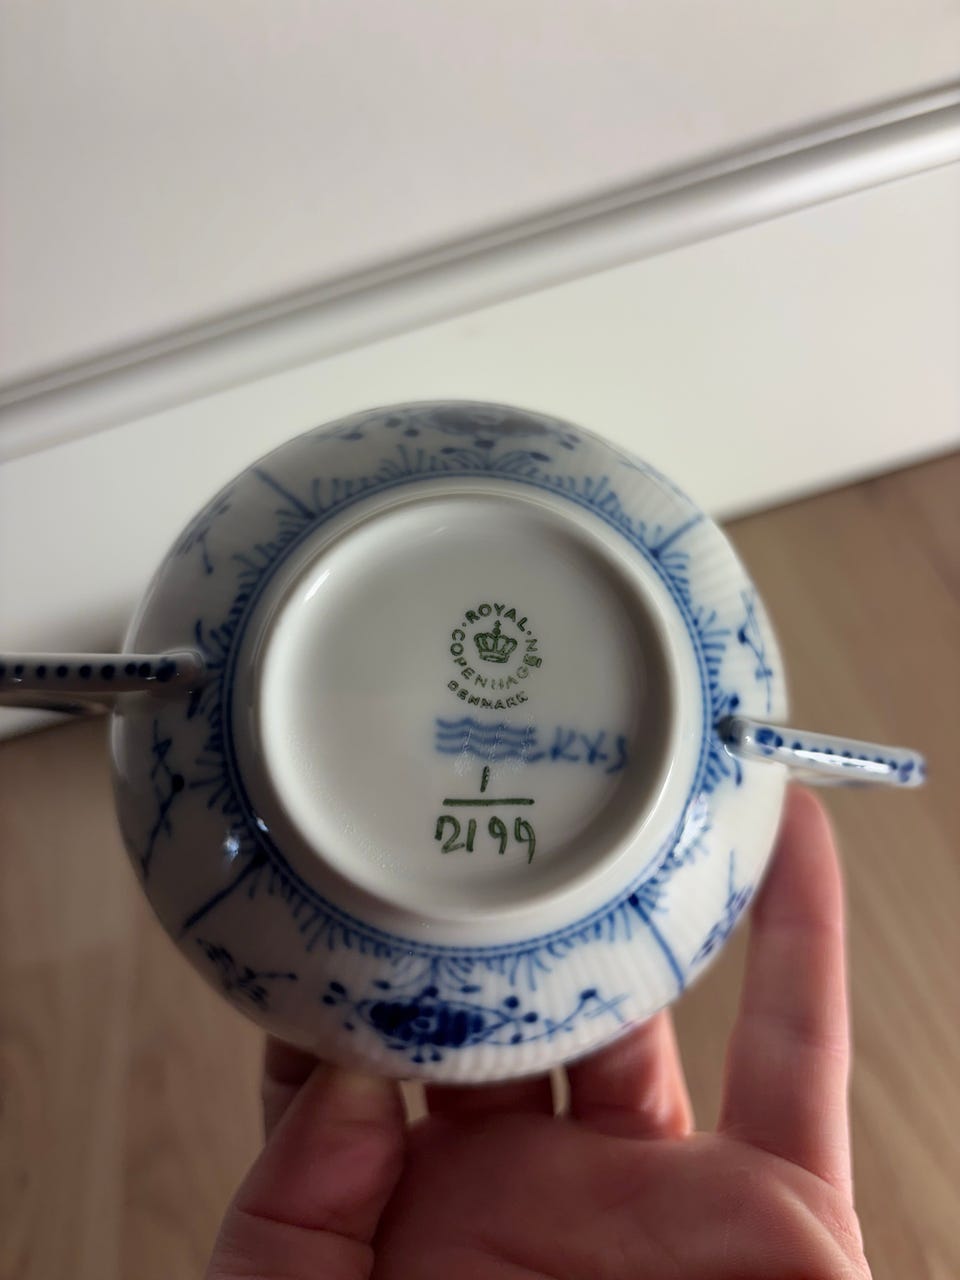 ROYAL
COPENHAGEN
DENMARK
1
2199